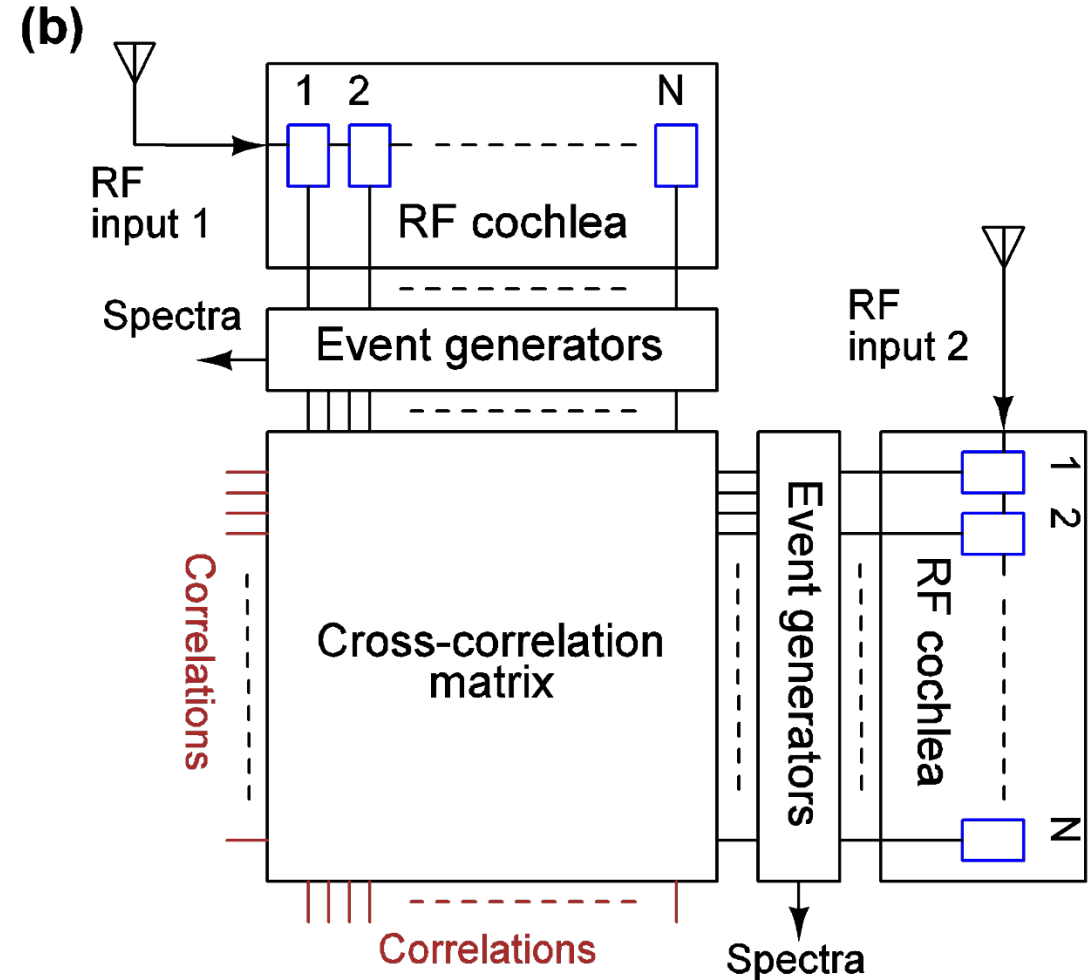 (b)
1 2 N
RF
input 1
RF cochlea
Spectra
Event generators
RF
input 2
Cross-correlation
matrix
Correlations
Event generators
RF cochlea
1
2
N
Correlations
Spectra